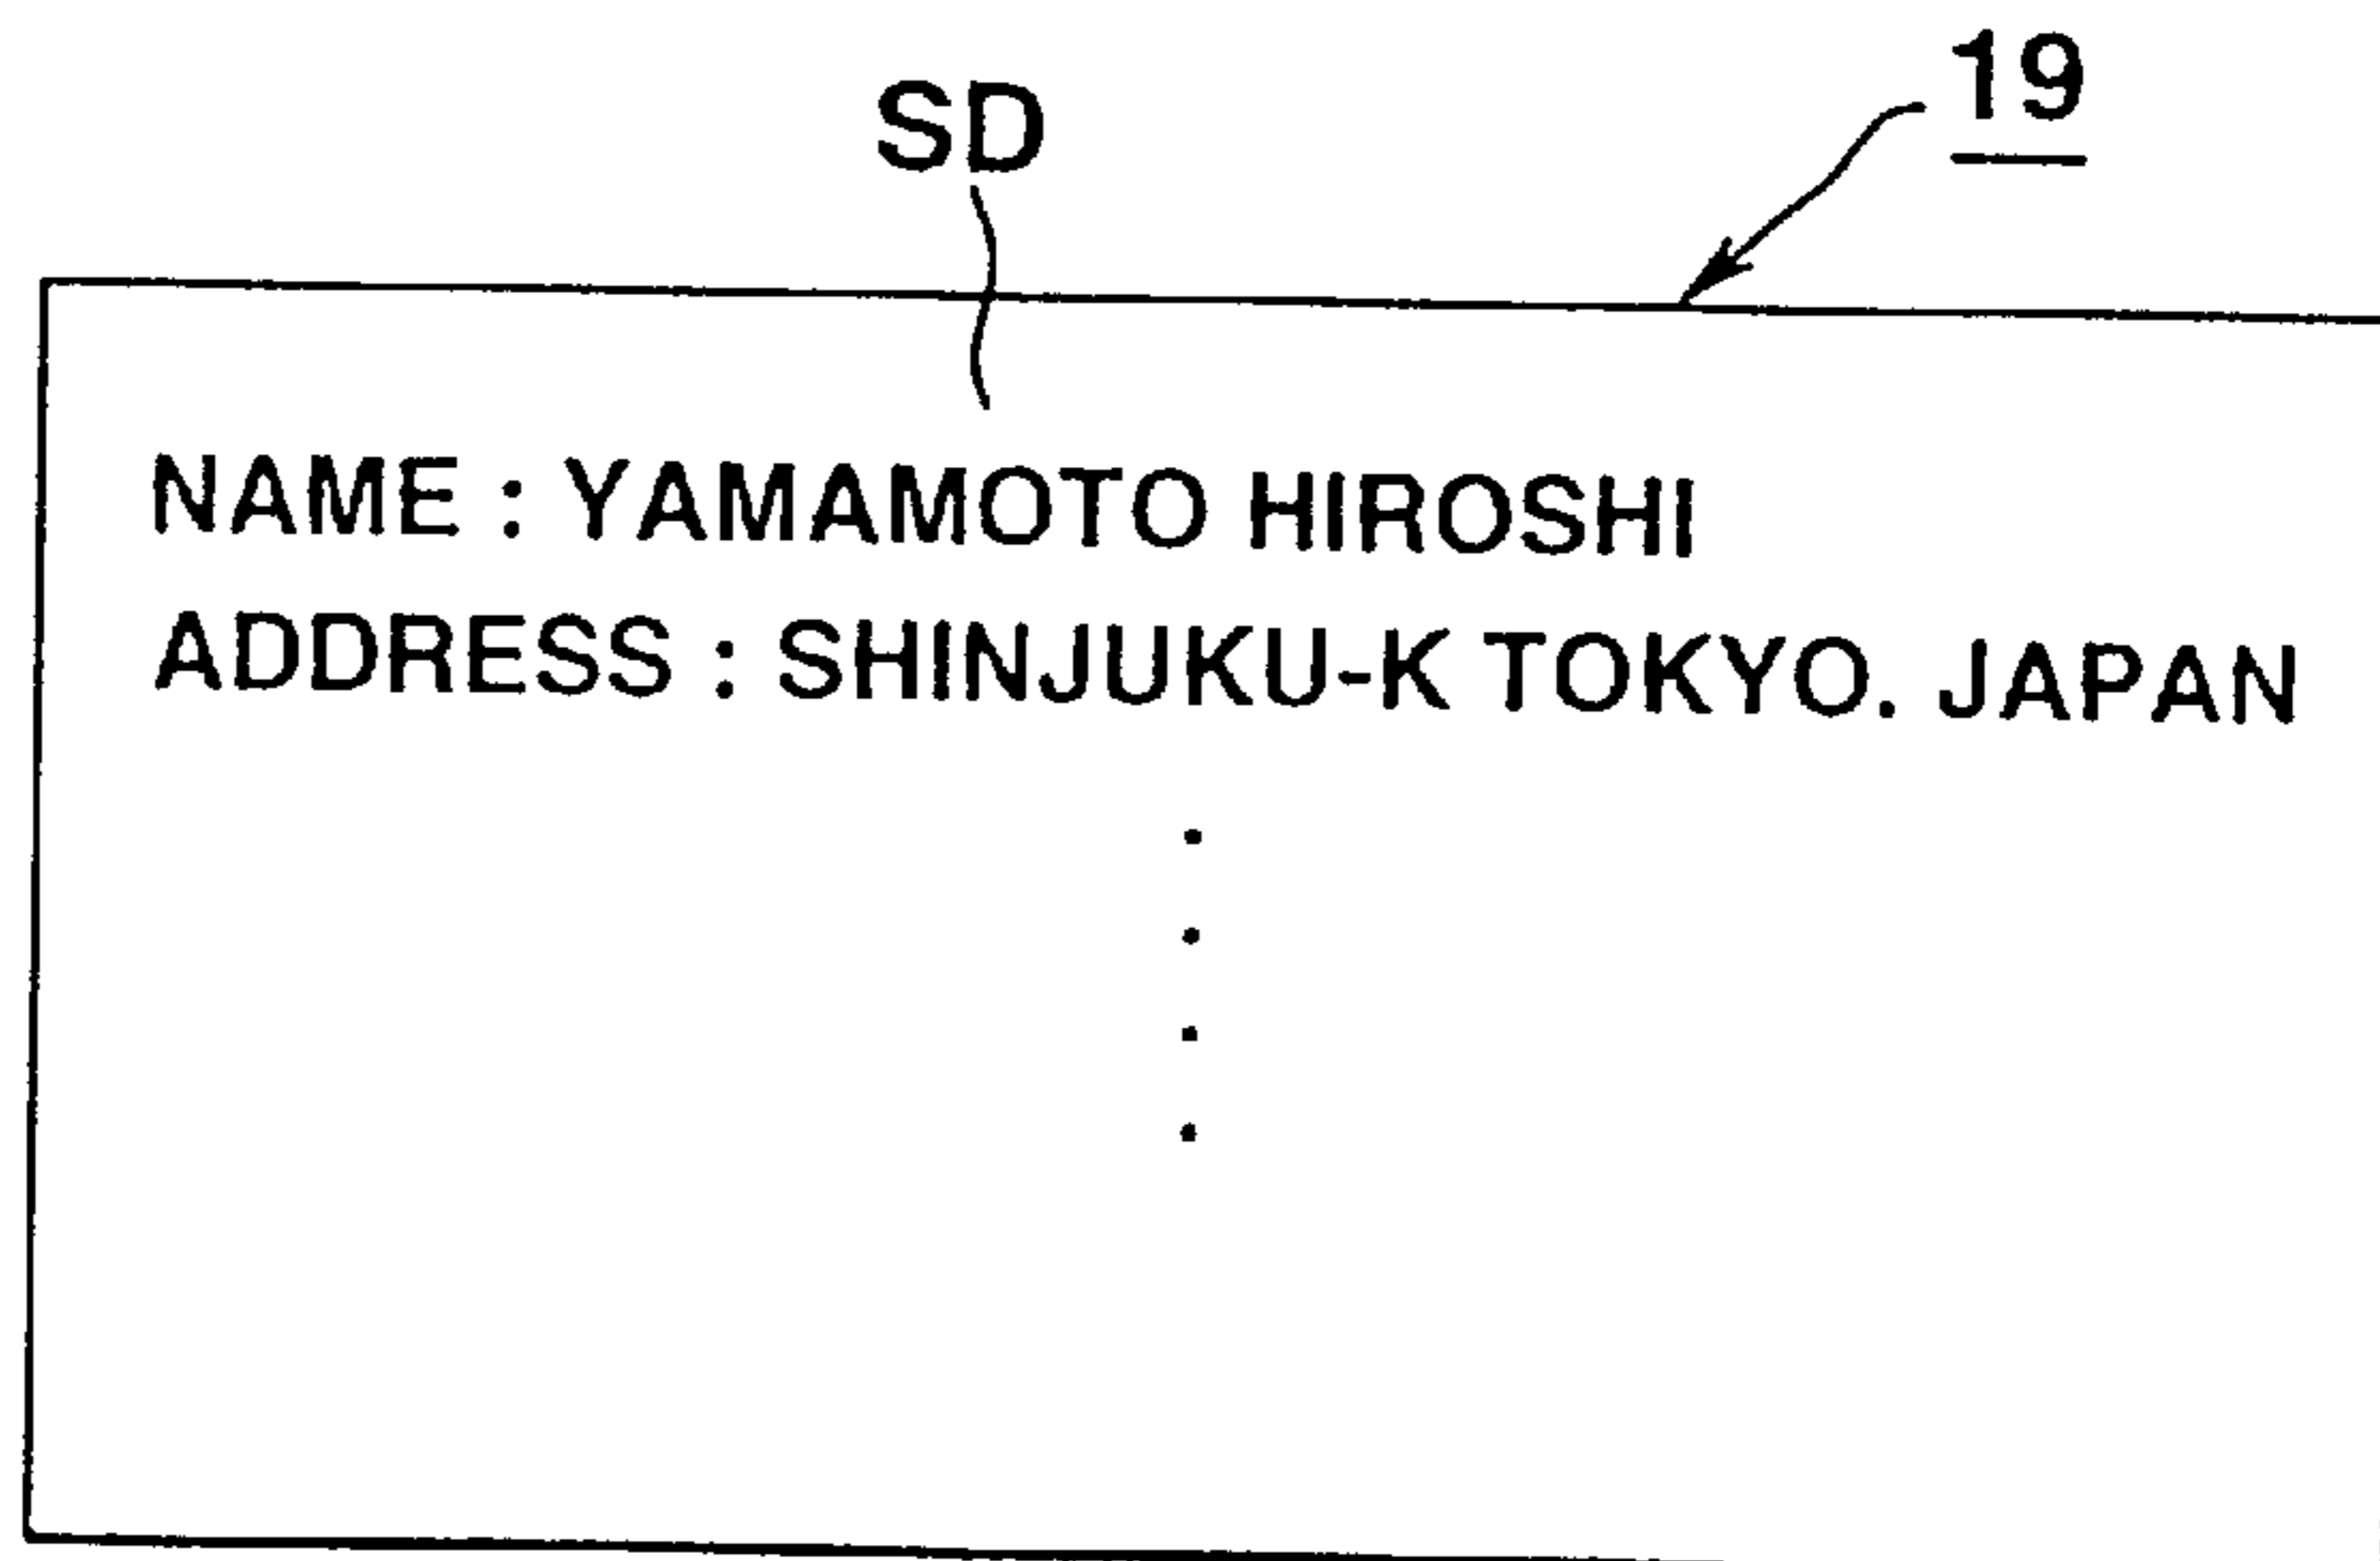 19
SD
NAME : YAMAMOTO HIROSHI
ADDRESS : SHINJUKU-K TOKYO. JAPAN